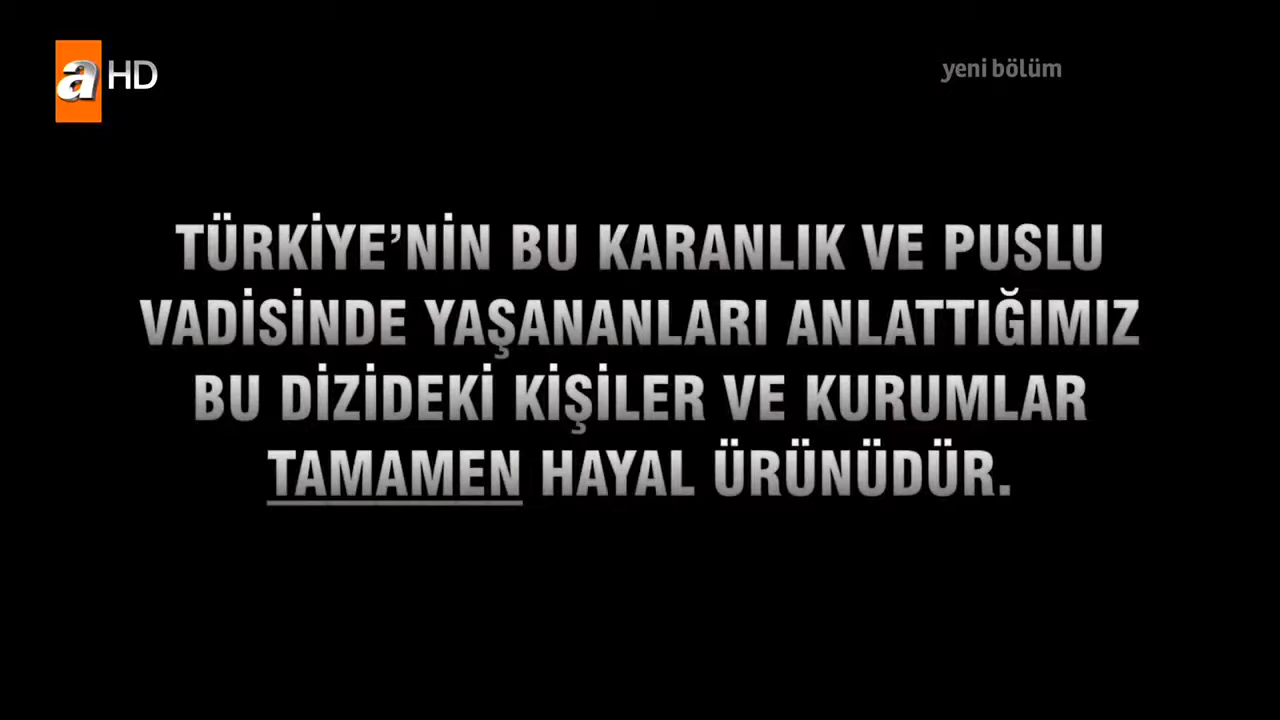 a HD
yeni bölüm
TÜRKİYE’NİN BU KARANLIK VE PUSLU
VADİSİNDE YAŞANANLARI ANLATTIĞIMIZ
BU DİZİDEKİ KİŞİLER VE KURUMLAR
TAMAMEN HAYAL ÜRÜNÜDÜR.